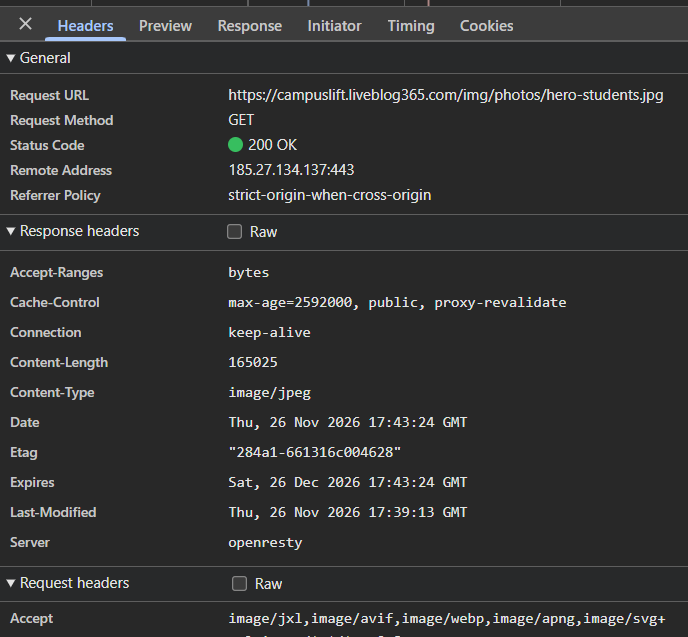 Headers Preview Response Initiator Timing Cookies
General
Request URL https://campuslift.liveblog365.com/img/photos/hero-students.jpg
Request Method GET
Status Code 200 OK
Remote Address 185.27.134.137:443
Referrer Policy strict-origin-when-cross-origin
Response headers Raw
Accept-Ranges bytes
Cache-Control max-age=2592000, public, proxy-revalidate
Connection keep-alive
Content-Length 165025
Content-Type image/jpeg
Date Thu, 26 Nov 2026 17:43:24 GMT
Etag "284a1-661316c004628"
Expires Sat, 26 Dec 2026 17:43:24 GMT
Last-Modified Thu, 26 Nov 2026 17:39:13 GMT
Server openresty
Request headers Raw
Accept image/jxl,image/avif,image/webp,image/apng,image/svg+